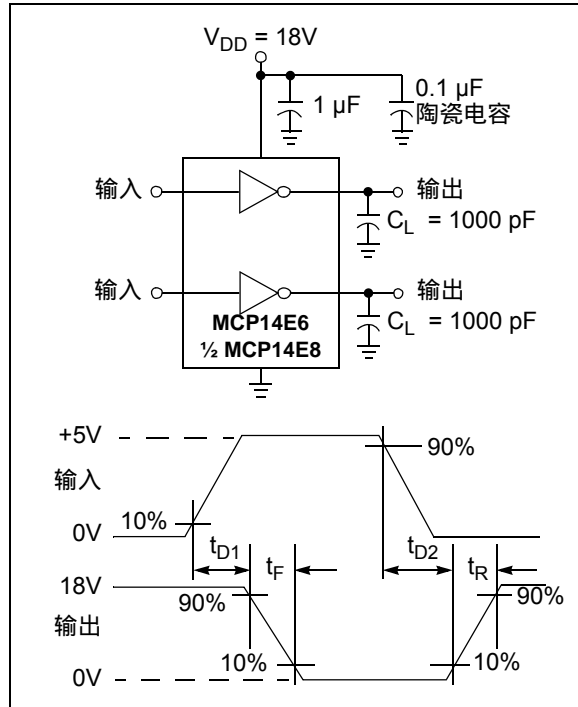 V_DD = 18V
1 µF
0.1 µF
陶瓷电容
输入
输出
C_L = 1000 pF
输入
输出
C_L = 1000 pF
MCP14E6
½ MCP14E8
+5V
90%
输入
10%
0V
t_D1
t_F
t_D2
t_R
18V
90%
90%
输出
10%
10%
0V